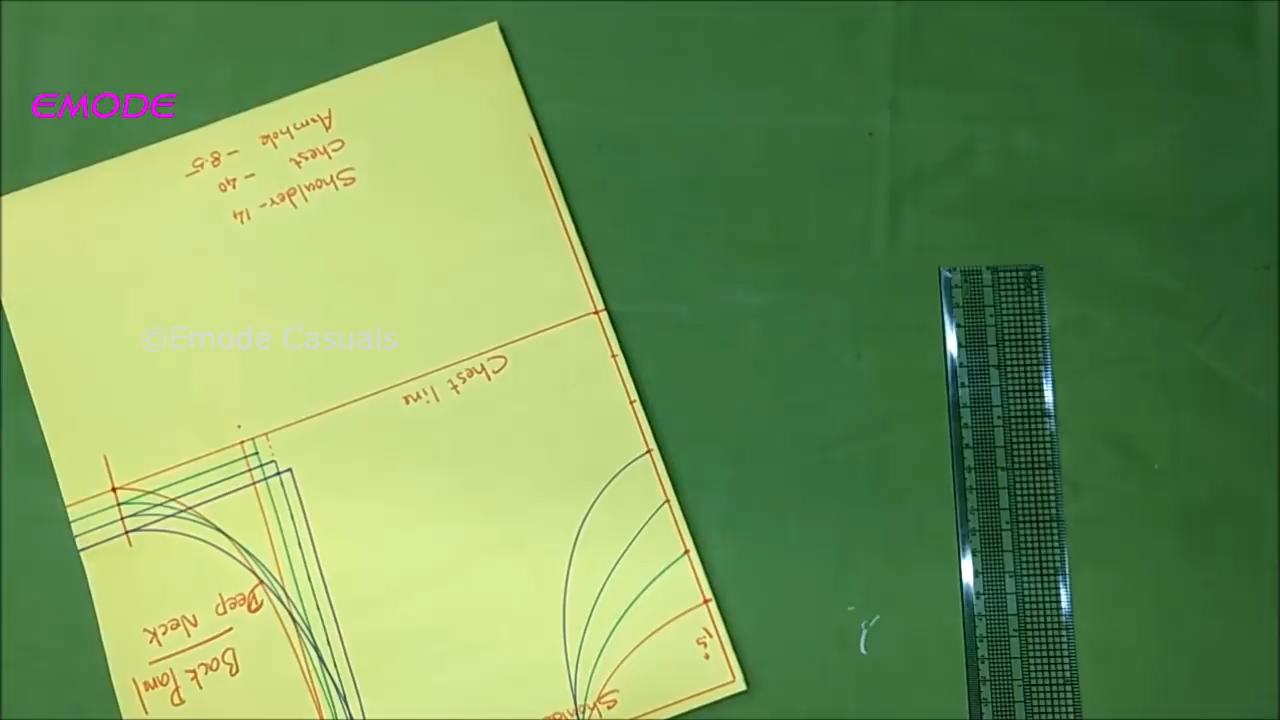 EMODE
Shoulder - 14
Chest - 40
Armhole - 8.5
©Emode Casuals
Chest line
Back Panel
Deep Neck
1.5"